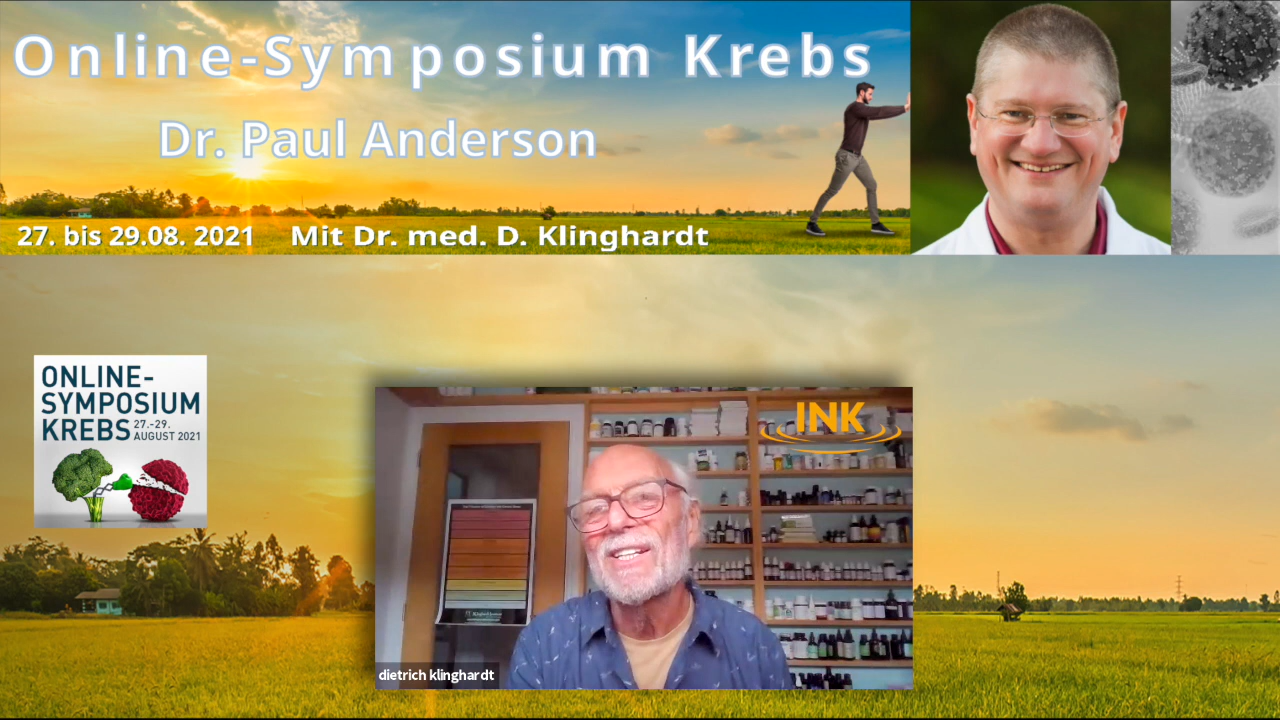 Online-Symposium Krebs
Dr. Paul Anderson
27. bis 29.08. 2021 Mit Dr. med. D. Klinghardt
ONLINE-
SYMPOSIUM
KREBS 27.-29.
AUGUST 2021
INK
dietrich klinghardt